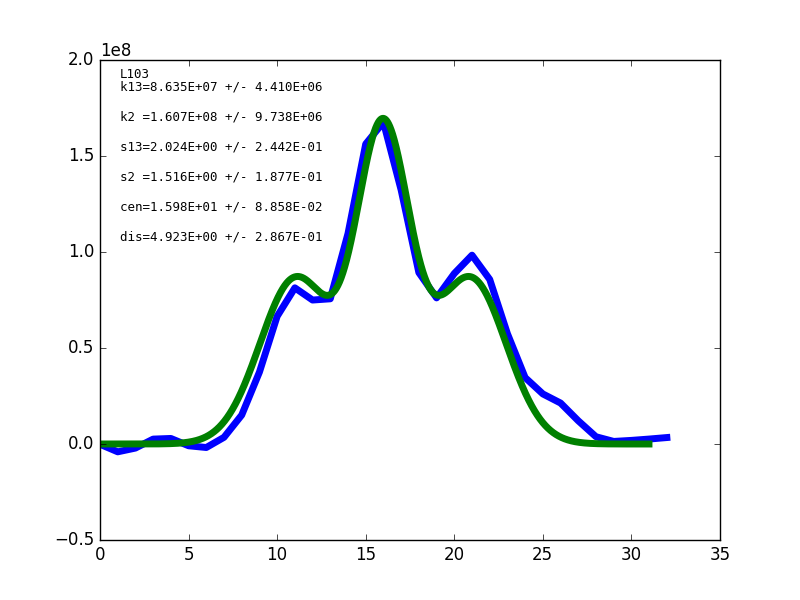 1e8
L103
k13=8.635E+07 +/- 4.410E+06
k2 =1.607E+08 +/- 9.738E+06
s13=2.024E+00 +/- 2.442E-01
s2 =1.516E+00 +/- 1.877E-01
cen=1.598E+01 +/- 8.858E-02
dis=4.923E+00 +/- 2.867E-01
2.0
1.5
1.0
0.5
0.0
−0.5
0 5 10 15 20 25 30 35